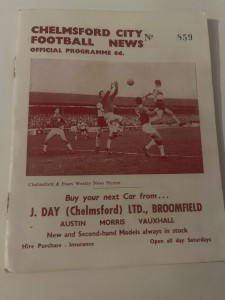 CHELMSFORD CITY
FOOTBALL NEWS Nº 859
OFFICIAL PROGRAMME 6d.
Chelmsford & Essex Weekly News Picture
Buy your next Car from...
J. DAY (Chelmsford) LTD., BROOMFIELD
AUSTIN MORRIS VAUXHALL
New and Second-hand Models always in stock
Hire Purchase . Insurance Open all day Saturdays